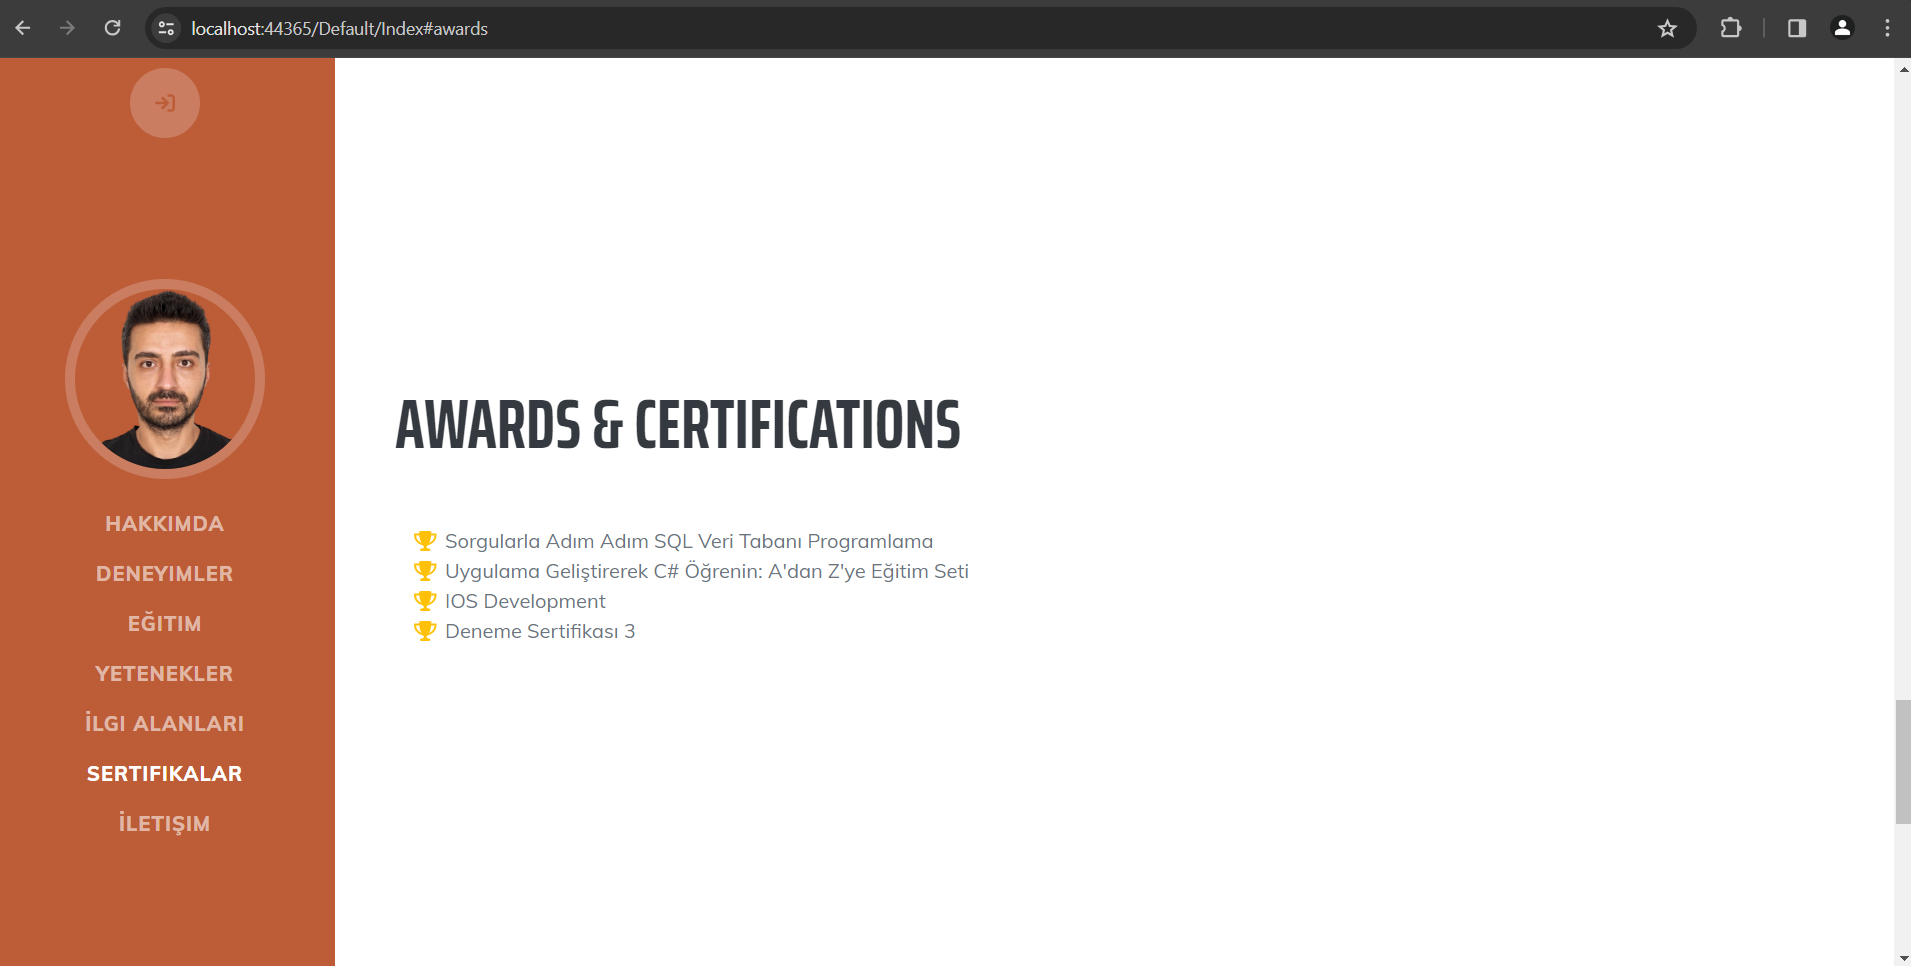 localhost:44365/Default/Index#awards
HAKKIMDA
DENEYIMLER
EĞITIM
YETENEKLER
İLGI ALANLARI
SERTIFIKALAR
İLETIŞIM
AWARDS & CERTIFICATIONS
Sorgularla Adım Adım SQL Veri Tabanı Programlama
Uygulama Geliştirerek C# Öğrenin: A'dan Z'ye Eğitim Seti
IOS Development
Deneme Sertifikası 3